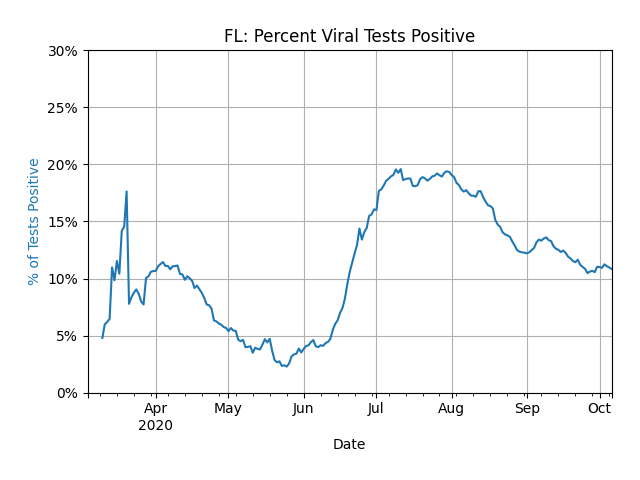 FL: Percent Viral Tests Positive
30%
25%
20%
15%
10%
5%
0%
% of Tests Positive
Apr
2020
May
Jun
Jul
Aug
Sep
Oct
Date